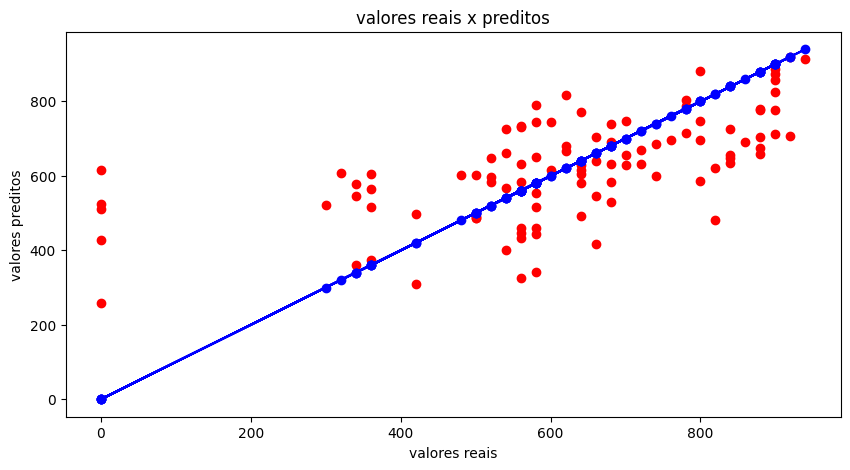 valores reais x preditos
valores preditos
800
600
400
200
0
0 200 400 600 800
valores reais